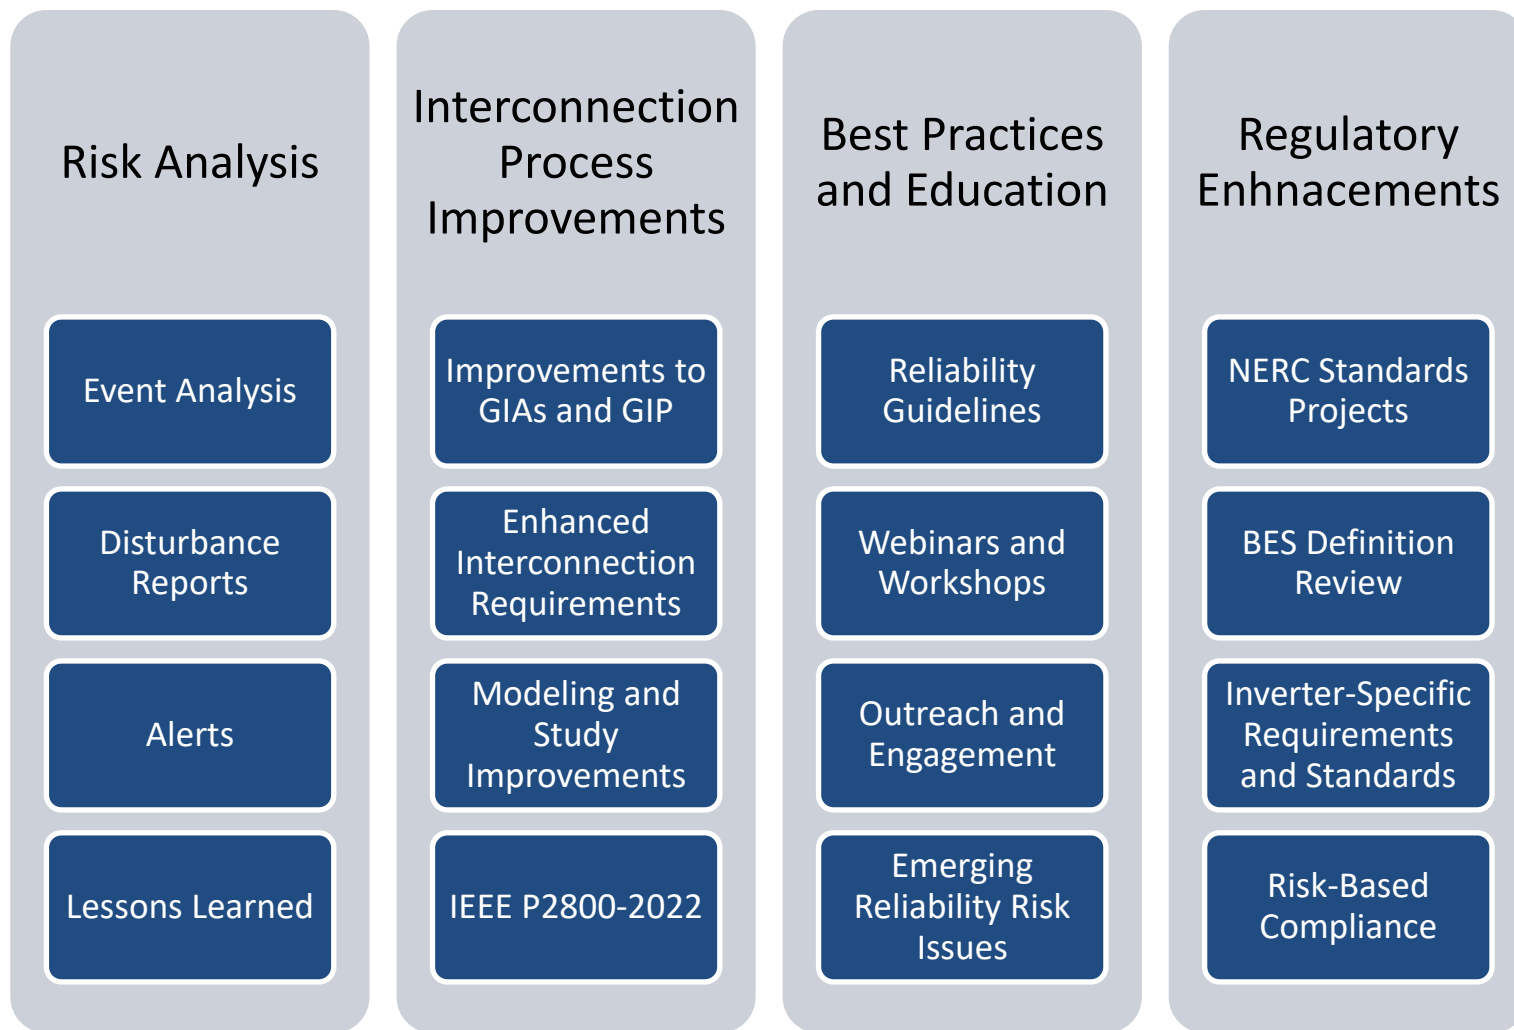 Risk Analysis
Event Analysis
Disturbance
Reports
Alerts
Lessons Learned
Interconnection
Process
Improvements
Improvements to
GIAs and GIP
Enhanced
Interconnection
Requirements
Modeling and
Study
Improvements
IEEE P2800-2022
Best Practices
and Education
Reliability
Guidelines
Webinars and
Workshops
Outreach and
Engagement
Emerging
Reliability Risk
Issues
Regulatory
Enhnacements
NERC Standards
Projects
BES Definition
Review
Inverter-Specific
Requirements
and Standards
Risk-Based
Compliance